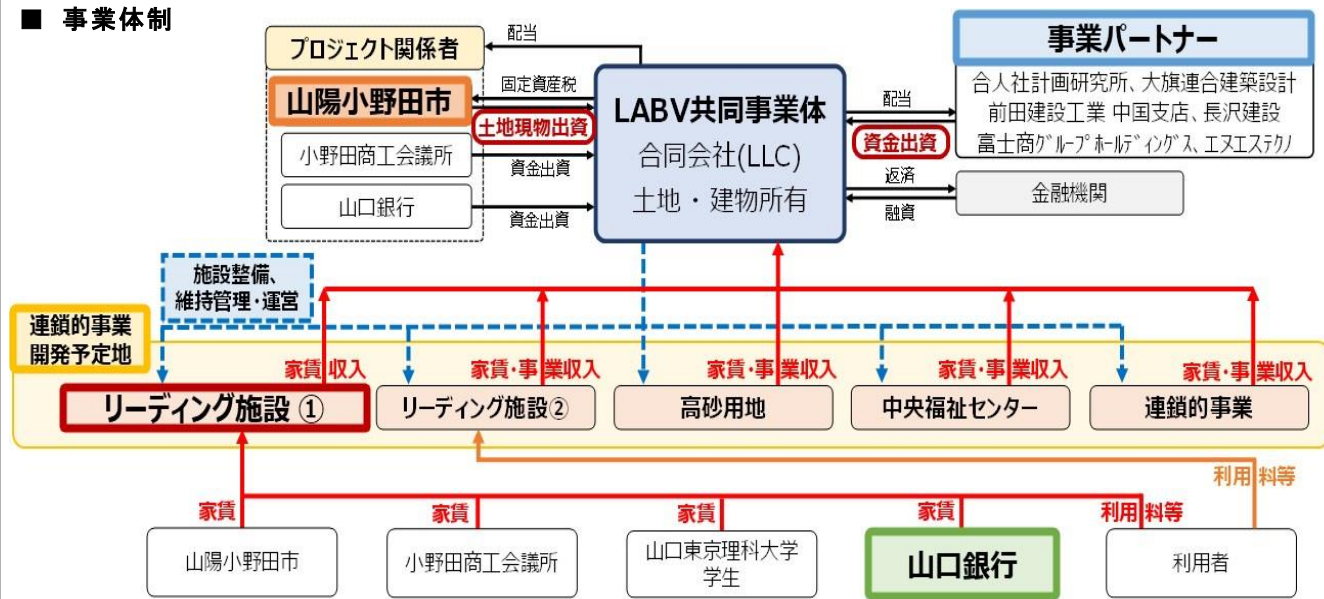 ■ 事業体制
プロジェクト関係者
配当
山陽小野田市
固定資産税
土地現物出資
小野田商工会議所
資金出資
山口銀行
資金出資
LABV共同事業体
合同会社(LLC)
土地・建物所有
事業パートナー
合人社計画研究所、大旗連合建築設計
前田建設工業 中国支店、長沢建設
富士商ｸﾞﾙｰﾌﾟﾎｰﾙﾃﾞｨﾝｸﾞｽ、エヌエステクノ
配当
資金出資
返済
融資
金融機関
施設整備、
維持管理・運営
連鎖的事業
開発予定地
家賃収入
家賃・事業収入
家賃・事業収入
家賃・事業収入
家賃・事業収入
リーディング施設 ①
リーディング施設②
高砂用地
中央福祉センター
連鎖的事業
利用料等
家賃
家賃
家賃
家賃
利用料等
山陽小野田市
小野田商工会議所
山口東京理科大学
学生
山口銀行
利用者